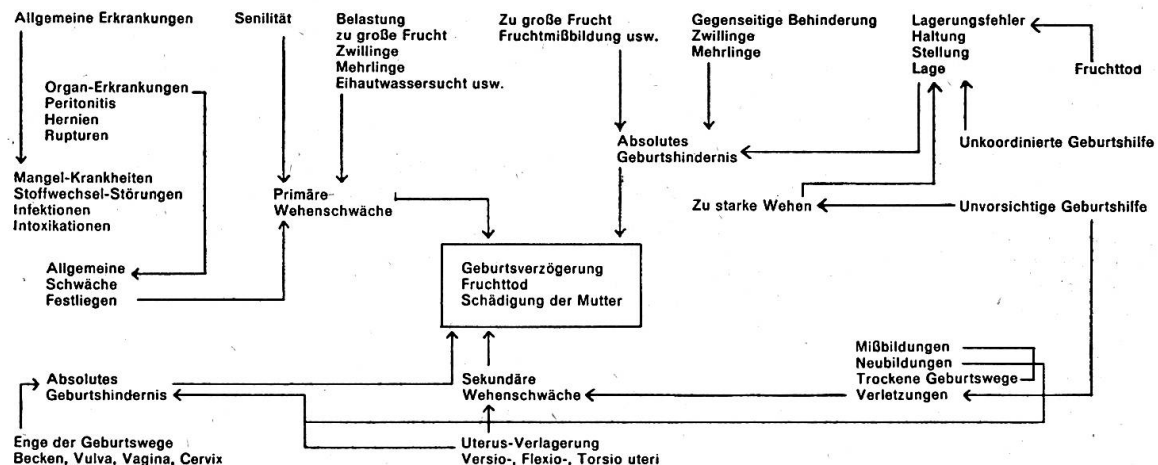 Allgemeine Erkrankungen
Senilität
Belastung
zu große Frucht
Zwillinge
Mehrlinge
Eihautwassersucht usw.
Zu große Frucht
Fruchtmißbildung usw.
Gegenseitige Behinderung
Zwillinge
Mehrlinge
Lagerungsfehler
Haltung
Stellung
Lage
Fruchttod
Organ-Erkrankungen
Peritonitis
Hernien
Rupturen
Absolutes
Geburtshindernis
Unkoordinierte Geburtshilfe
Mangel-Krankheiten
Stoffwechsel-Störungen
Infektionen
Intoxikationen
Primäre
Wehenschwäche
Zu starke Wehen
Unvorsichtige Geburtshilfe
Allgemeine
Schwäche
Festliegen
Geburtsverzögerung
Fruchttod
Schädigung der Mutter
Mißbildungen
Neubildungen
Trockene Geburtswege
Verletzungen
Absolutes
Geburtshindernis
Sekundäre
Wehenschwäche
Enge der Geburtswege
Becken, Vulva, Vagina, Cervix
Uterus-Verlagerung
Versio-, Flexio-, Torsio uteri